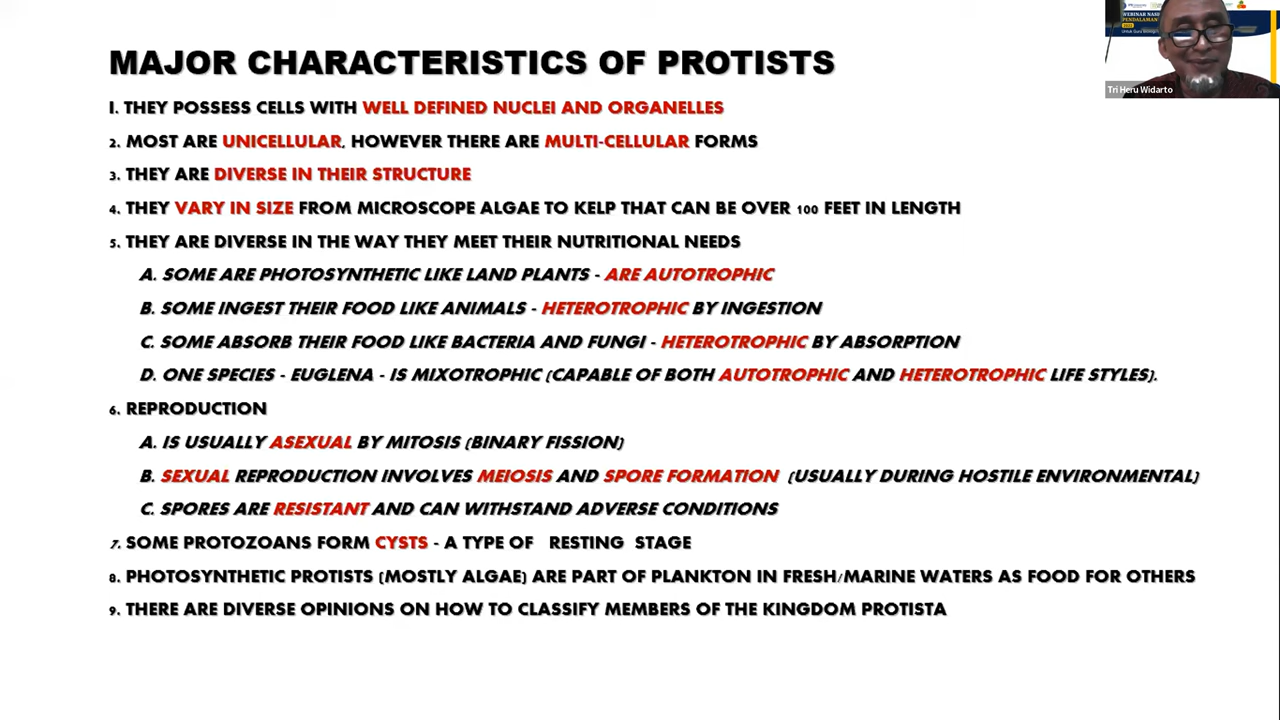 MAJOR CHARACTERISTICS OF PROTISTS
1. THEY POSSESS CELLS WITH WELL DEFINED NUCLEI AND ORGANELLES
2. MOST ARE UNICELLULAR, HOWEVER THERE ARE MULTI-CELLULAR FORMS
3. THEY ARE DIVERSE IN THEIR STRUCTURE
4. THEY VARY IN SIZE FROM MICROSCOPE ALGAE TO KELP THAT CAN BE OVER 100 FEET IN LENGTH
5. THEY ARE DIVERSE IN THE WAY THEY MEET THEIR NUTRITIONAL NEEDS
A. SOME ARE PHOTOSYNTHETIC LIKE LAND PLANTS - ARE AUTOTROPHIC
B. SOME INGEST THEIR FOOD LIKE ANIMALS - HETEROTROPHIC BY INGESTION
C. SOME ABSORB THEIR FOOD LIKE BACTERIA AND FUNGI - HETEROTROPHIC BY ABSORPTION
D. ONE SPECIES - EUGLENA - IS MIXOTROPHIC (CAPABLE OF BOTH AUTOTROPHIC AND HETEROTROPHIC LIFE STYLES).
6. REPRODUCTION
A. IS USUALLY ASEXUAL BY MITOSIS (BINARY FISSION)
B. SEXUAL REPRODUCTION INVOLVES MEIOSIS AND SPORE FORMATION (USUALLY DURING HOSTILE ENVIRONMENTAL)
C. SPORES ARE RESISTANT AND CAN WITHSTAND ADVERSE CONDITIONS
7. SOME PROTOZOANS FORM CYSTS - A TYPE OF RESTING STAGE
8. PHOTOSYNTHETIC PROTISTS (MOSTLY ALGAE) ARE PART OF PLANKTON IN FRESH/MARINE WATERS AS FOOD FOR OTHERS
9. THERE ARE DIVERSE OPINIONS ON HOW TO CLASSIFY MEMBERS OF THE KINGDOM PROTISTA
WEBINAR NAS
PENDALAMAN
Untuk Guru
Tri Heru Widarto